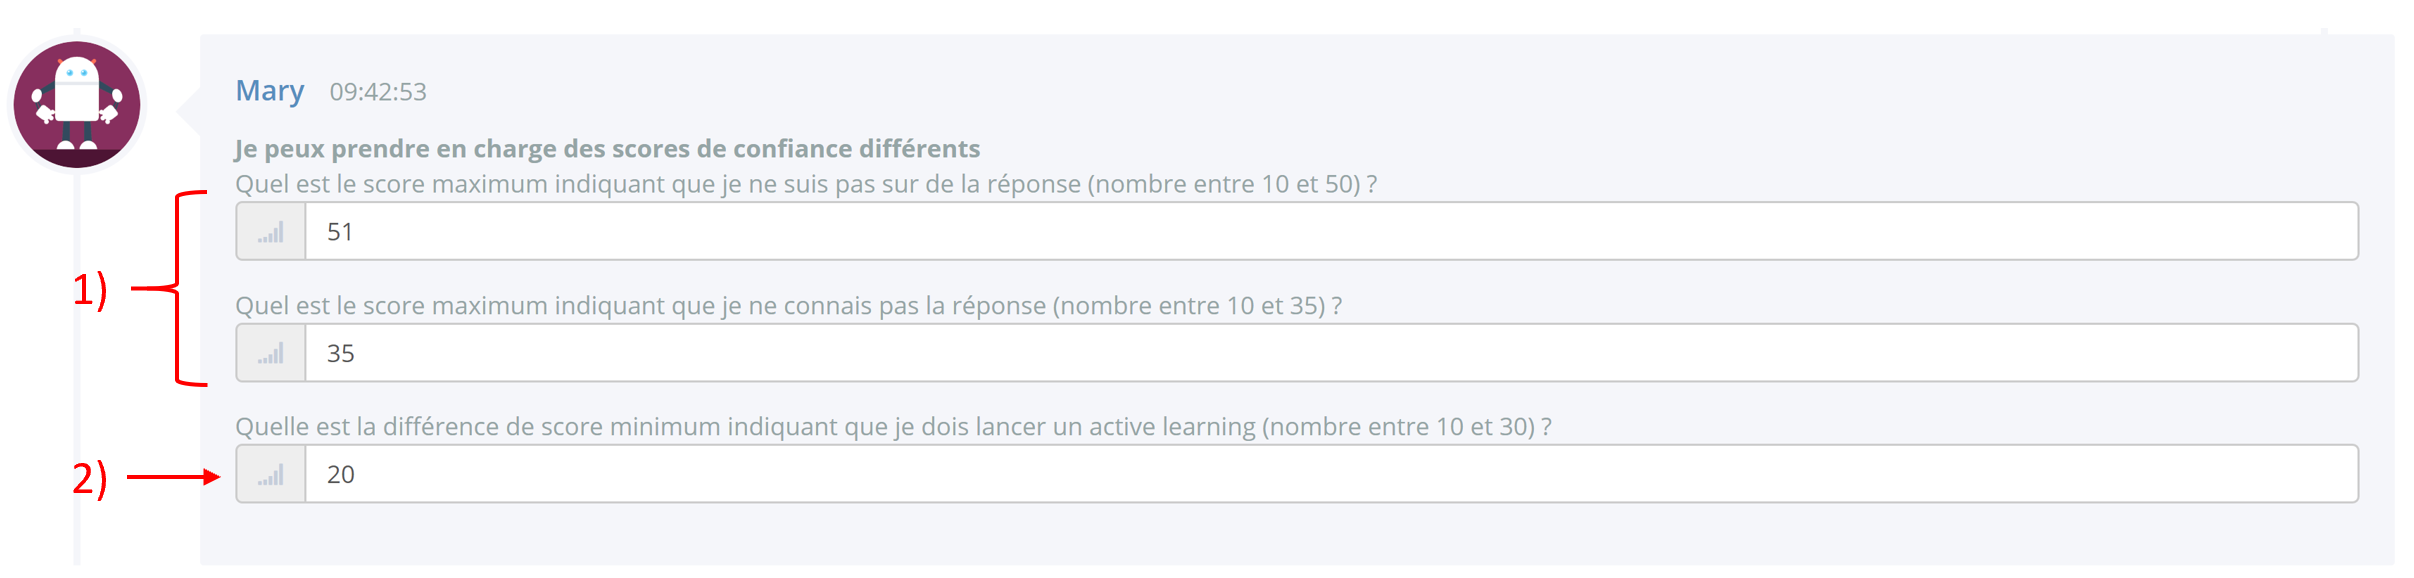 Mary 09:42:53
Je peux prendre en charge des scores de confiance différents
Quel est le score maximum indiquant que je ne suis pas sur de la réponse (nombre entre 10 et 50) ?
51
1)
Quel est le score maximum indiquant que je ne connais pas la réponse (nombre entre 10 et 35) ?
35
Quelle est la différence de score minimum indiquant que je dois lancer un active learning (nombre entre 10 et 30) ?
2)
20